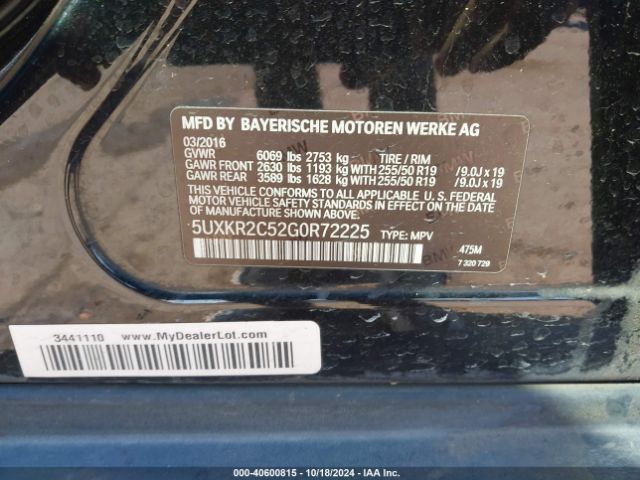 MFD BY BAYERISCHE MOTOREN WERKE AG
03/2016
GVWR 6069 lbs 2753 kg TIRE / RIM
GAWR FRONT 2630 lbs 1193 kg WITH 255/50 R19 /9.0J x 19
GAWR REAR 3589 lbs 1628 kg WITH 255/50 R19 /9.0J x 19
THIS VEHICLE CONFORMS TO ALL APPLICABLE U. S. FEDERAL
MOTOR VEHICLE SAFETY, BUMPER, AND THEFT PREVENTION
STANDARDS IN EFFECT ON THE DATE OF MANUFACTURE SHOWN ABOVE.
5UXKR2C52G0R72225 TYPE: MPV
475M
7 320 729
3441110 www.MyDealerLot.com
000-40600815 - 10/18/2024 - IAA Inc.